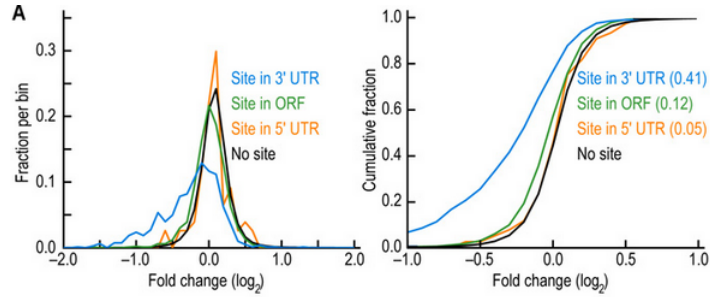 A
Fraction per bin
0.3
0.2
0.1
0.0
Site in 3' UTR
Site in ORF
Site in 5' UTR
No site
−2.0 −1.0 0.0 1.0 2.0
Fold change (log2)
Cumulative fraction
1.0
0.8
0.6
0.4
0.2
0.0
Site in 3' UTR (0.41)
Site in ORF (0.12)
Site in 5' UTR (0.05)
No site
−1.0 −0.5 0.0 0.5 1.0
Fold change (log2)